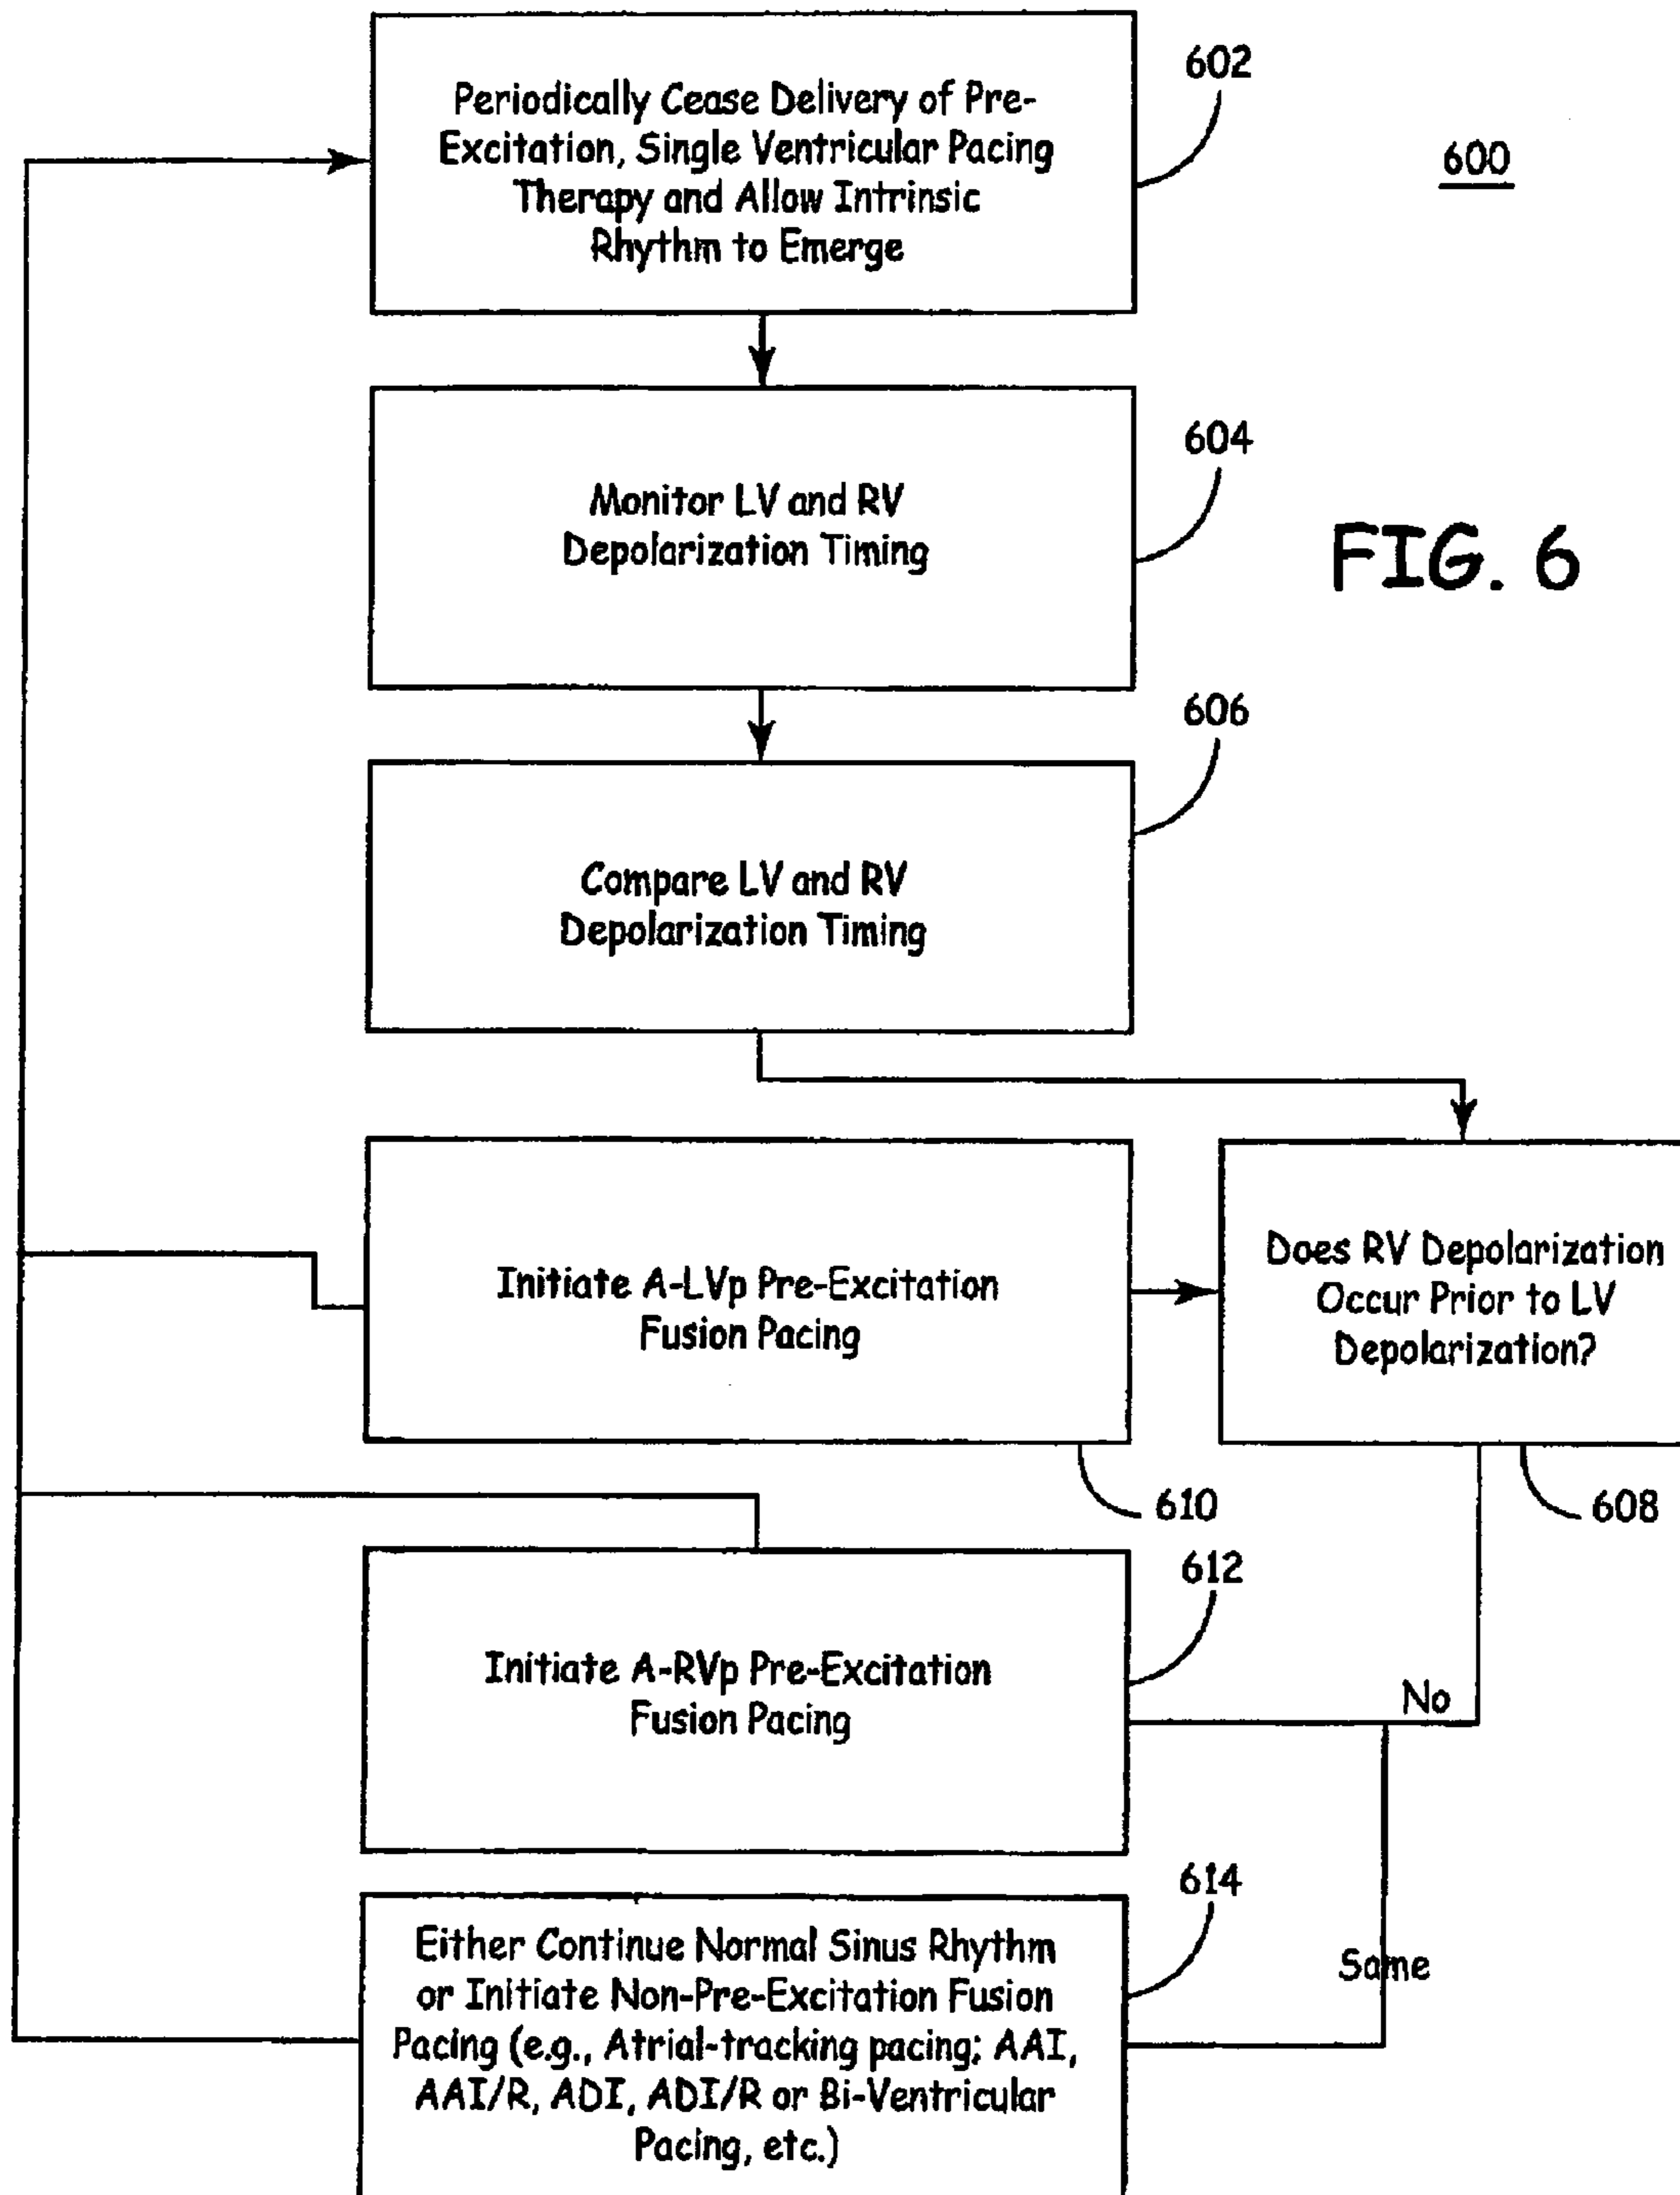 Periodically Cease Delivery of Pre-
Excitation, Single Ventricular Pacing
Therapy and Allow Intrinsic
Rhythm to Emerge
602
600
Monitor LV and RV
Depolarization Timing
604
FIG. 6
Compare LV and RV
Depolarization Timing
606
Initiate A-LVp Pre-Excitation
Fusion Pacing
610
Does RV Depolarization
Occur Prior to LV
Depolarization?
608
Initiate A-RVp Pre-Excitation
Fusion Pacing
612
No
Same
Either Continue Normal Sinus Rhythm
or Initiate Non-Pre-Excitation Fusion
Pacing (e.g., Atrial-tracking pacing; AAI,
AAI/R, ADI, ADI/R or Bi-Ventricular
Pacing, etc.)
614